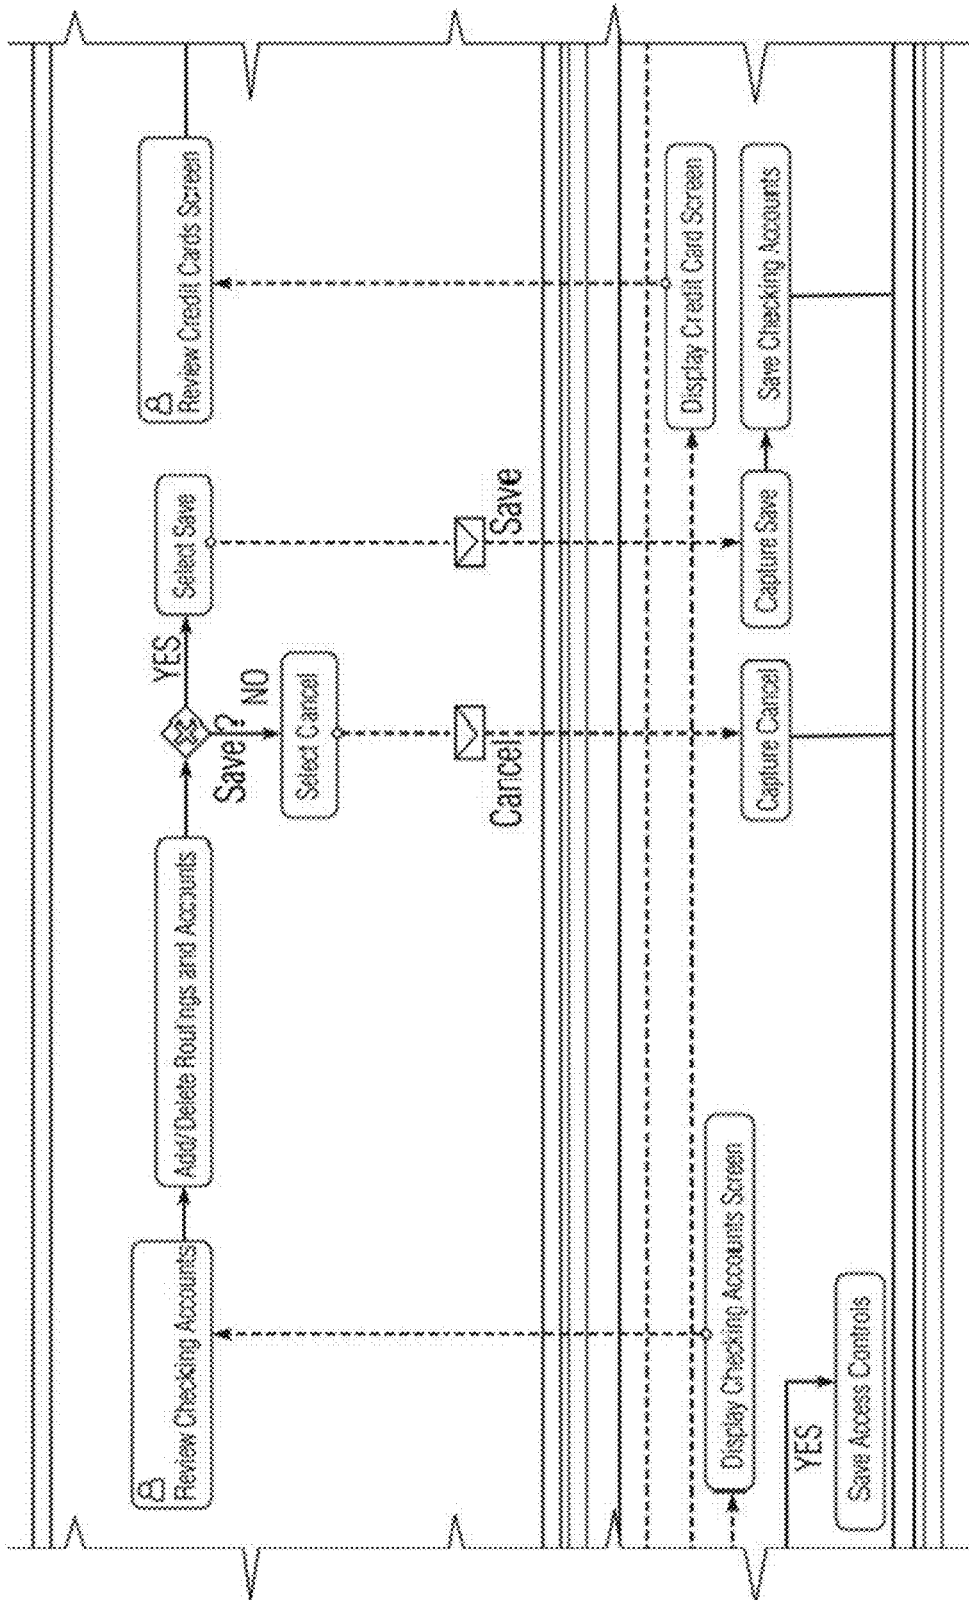 Review Checking Accounts
Add/Delete Routings and Accounts
Save ?
YES
NO
Select Save
Select Cancel
Review Credit Cards Screen
Cancel
Save
Display Checking Accounts Screen
Display Credit Card Screen
Capture Cancel
Capture Save
Save Checking Accounts
YES
Save Access Controls